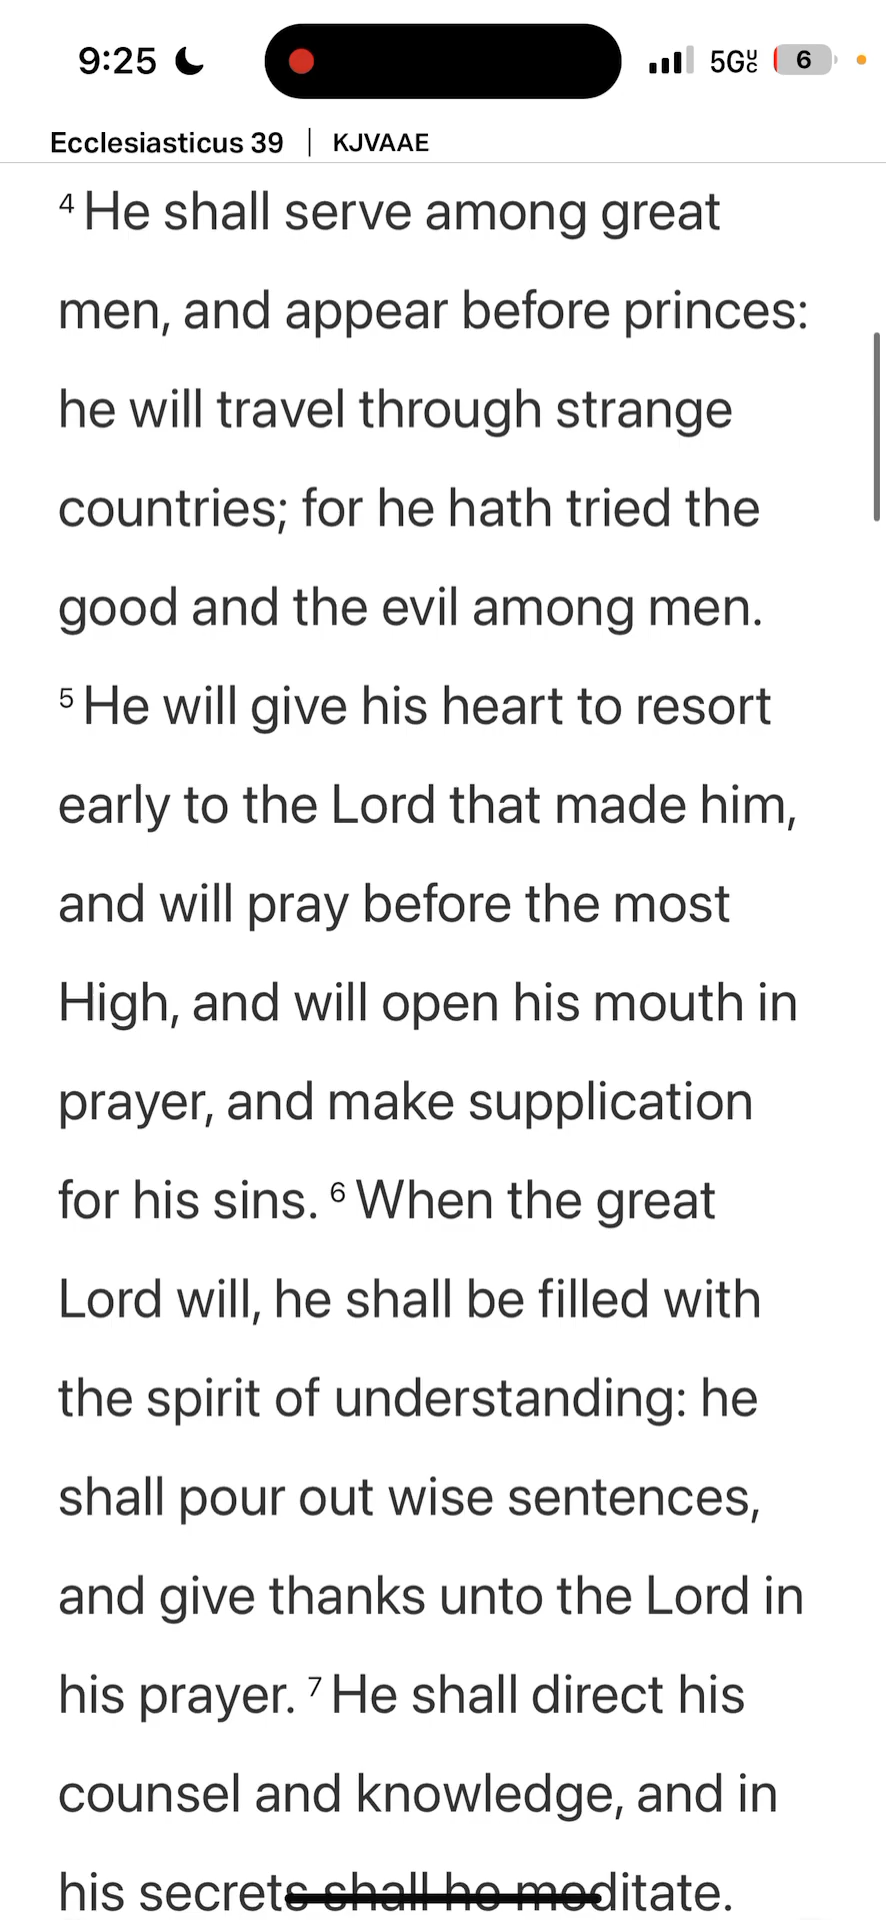 9:25 5GUC 6
Ecclesiasticus 39 | KJVAAE
4 He shall serve among great
men, and appear before princes:
he will travel through strange
countries; for he hath tried the
good and the evil among men.
5 He will give his heart to resort
early to the Lord that made him,
and will pray before the most
High, and will open his mouth in
prayer, and make supplication
for his sins. 6 When the great
Lord will, he shall be filled with
the spirit of understanding: he
shall pour out wise sentences,
and give thanks unto the Lord in
his prayer. 7 He shall direct his
counsel and knowledge, and in
his secrets shall he meditate.